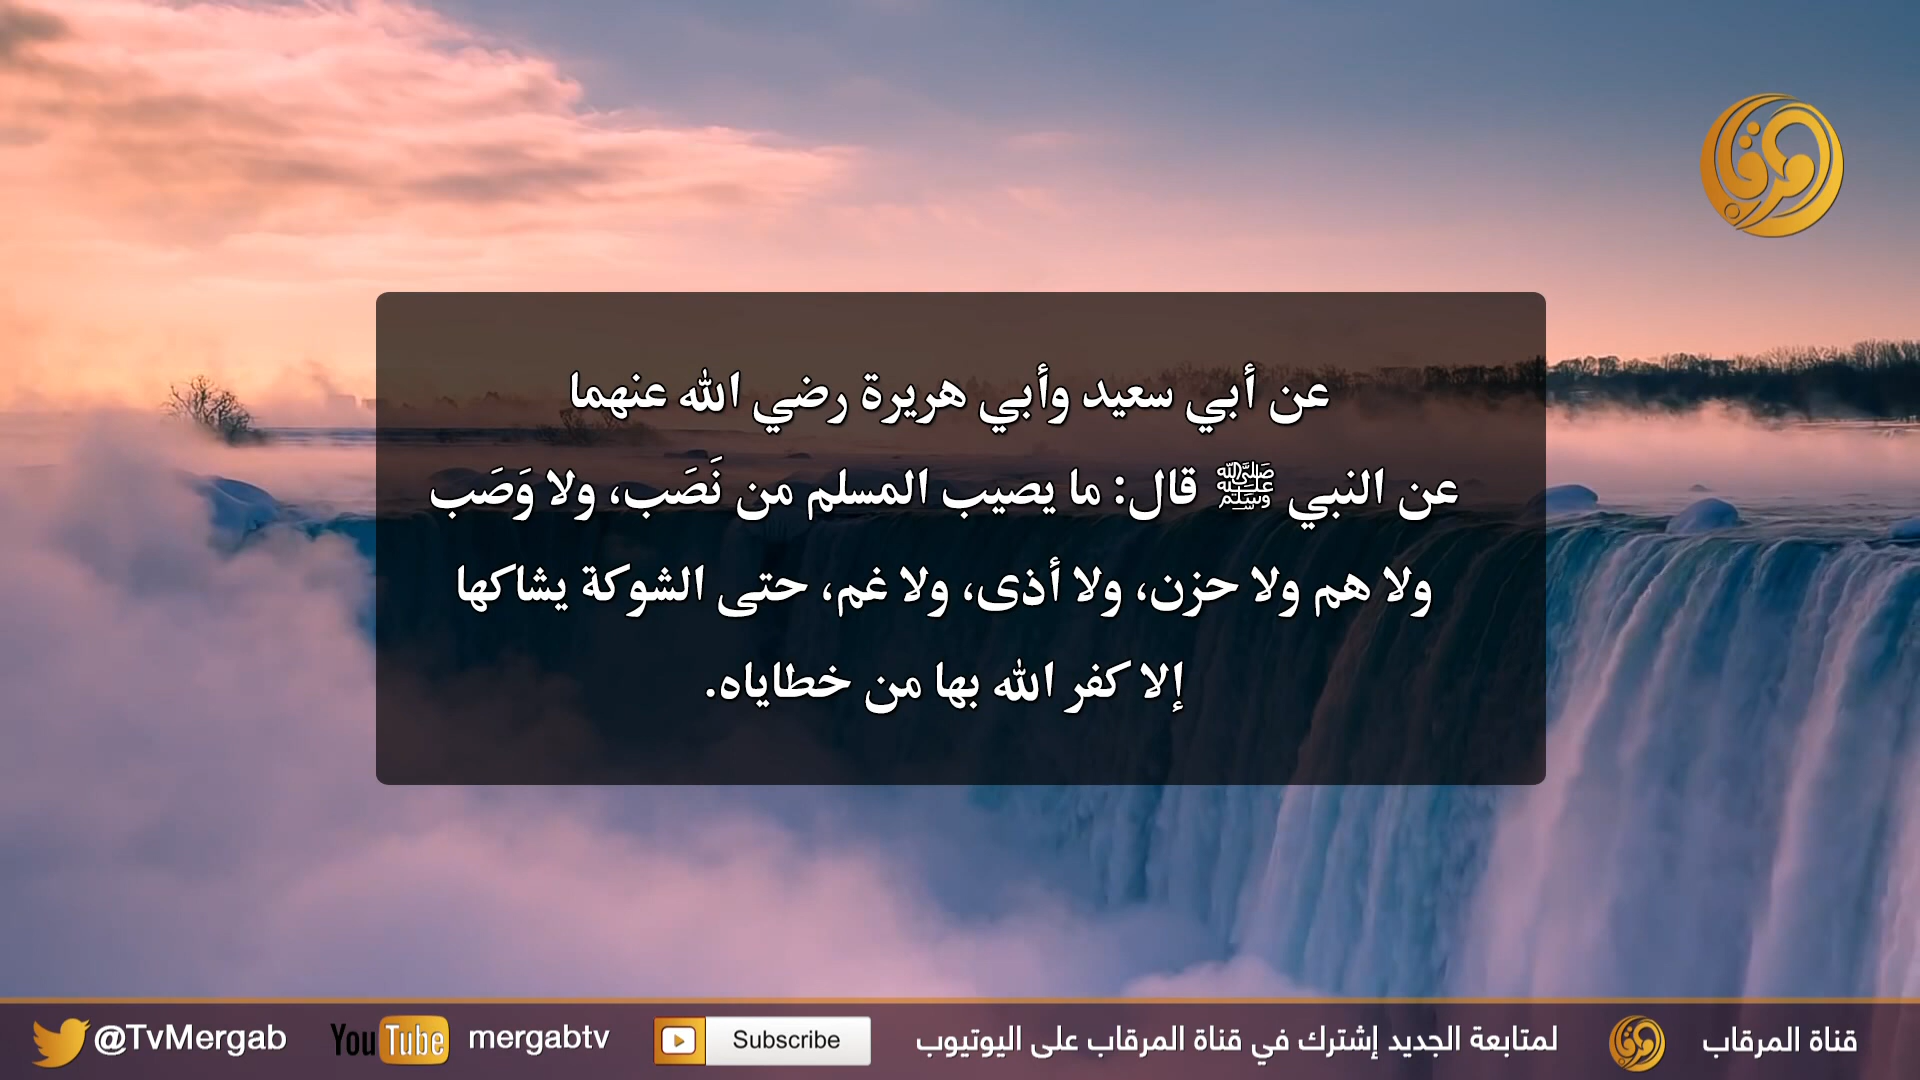 عن أبي سعيد وأبي هريرة رضي الله عنهما
عن النبي ﷺ قال: ما يصيب المسلم من نَصَب، ولا وَصَب
ولا هم ولا حزن، ولا أذى، ولا غم، حتى الشوكة يشاكها
إلا كفر الله بها من خطاياه.
قناة المرقاب
لمتابعة الجديد إشترك في قناة المرقاب على اليوتيوب
Subscribe
mergabtv
YouTube
@TvMergab